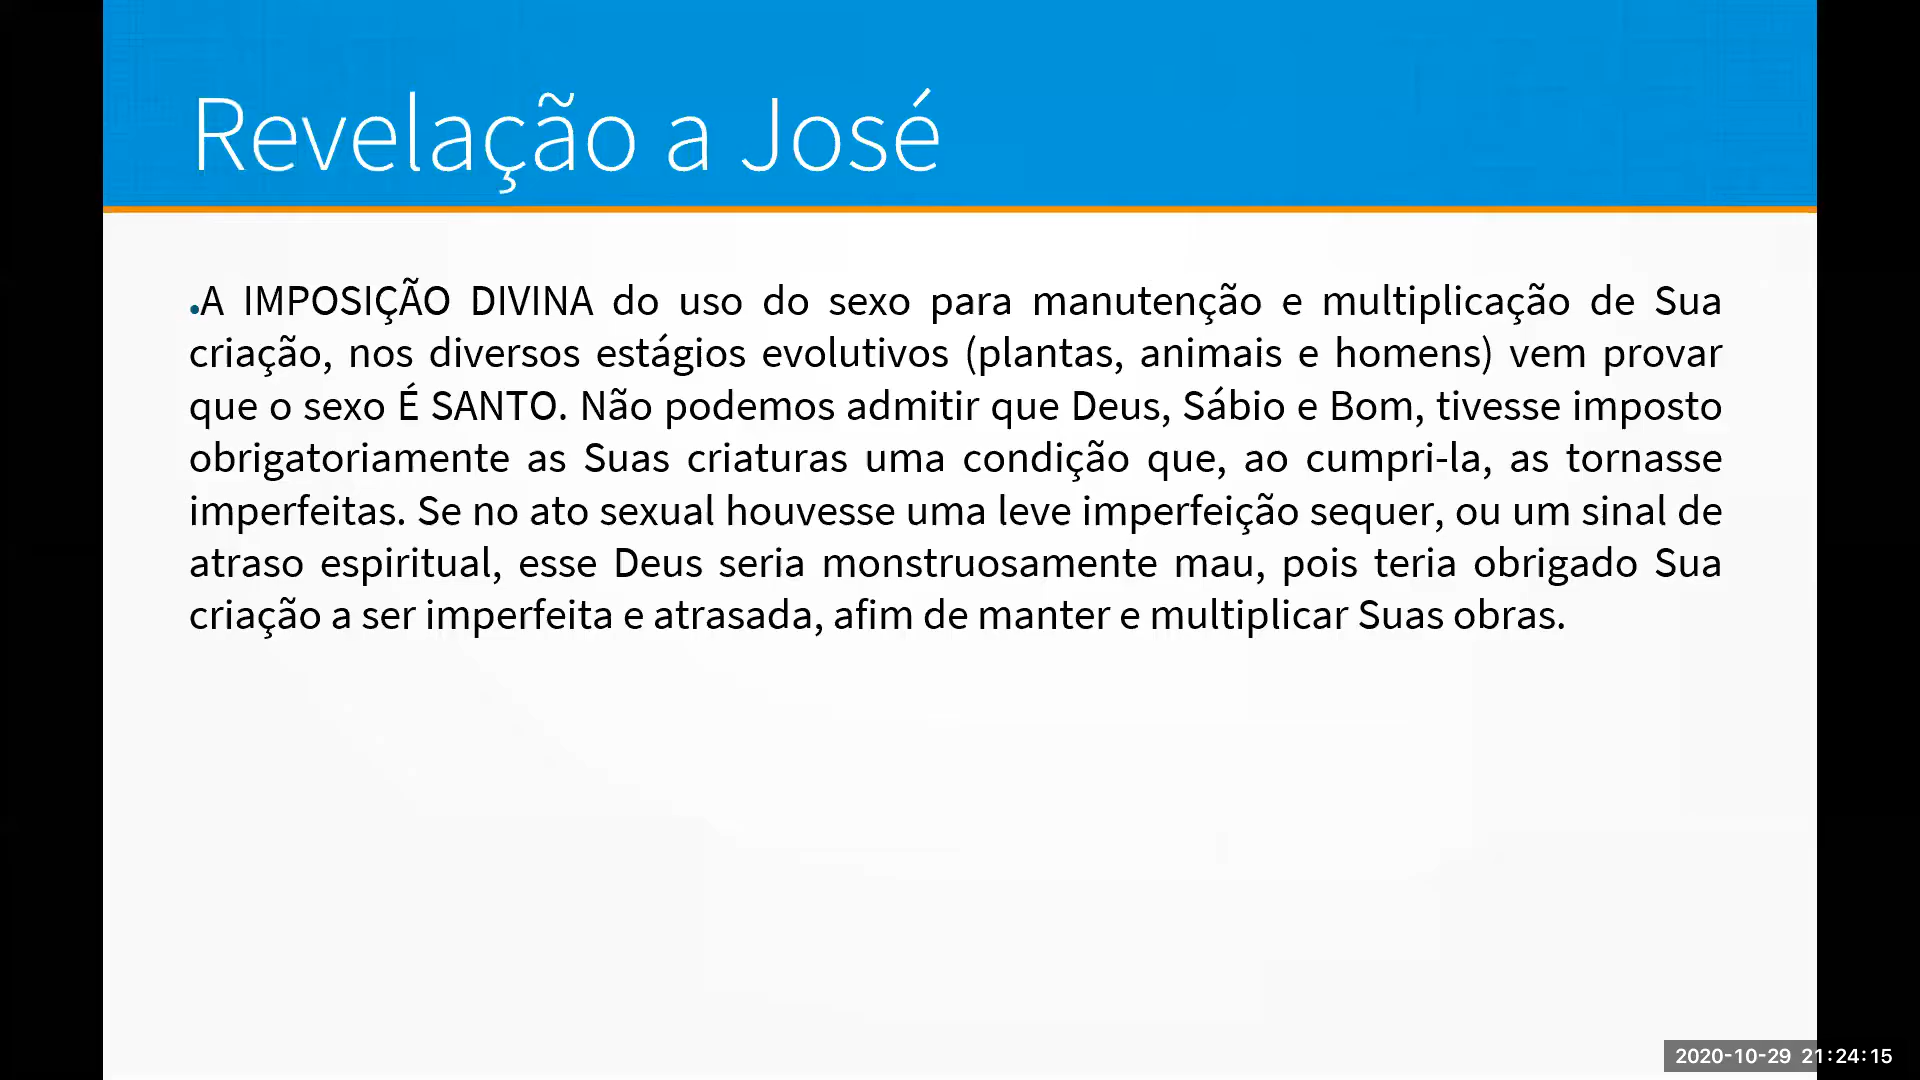 Revelação a José
•A IMPOSIÇÃO DIVINA do uso do sexo para manutenção e multiplicação de Sua
criação, nos diversos estágios evolutivos (plantas, animais e homens) vem provar
que o sexo É SANTO. Não podemos admitir que Deus, Sábio e Bom, tivesse imposto
obrigatoriamente as Suas criaturas uma condição que, ao cumpri-la, as tornasse
imperfeitas. Se no ato sexual houvesse uma leve imperfeição sequer, ou um sinal de
atraso espiritual, esse Deus seria monstruosamente mau, pois teria obrigado Sua
criação a ser imperfeita e atrasada, afim de manter e multiplicar Suas obras.
2020-10-29 21:24:15